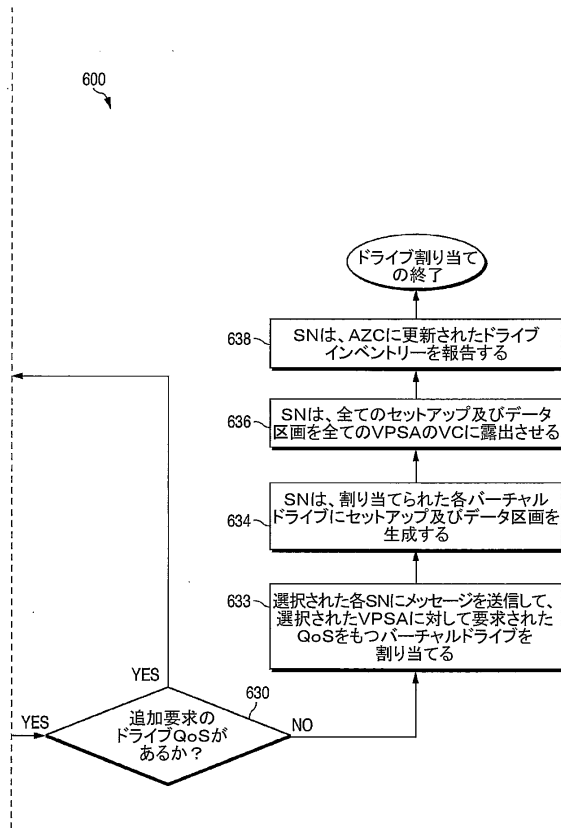 600
ドライブ割り当て
の終了
638
SNは、AZCに更新されたドライブ
インベントリーを報告する
636
SNは、全てのセットアップ及びデータ
区画を全てのVPSAのVCに露出させる
634
SNは、割り当てられた各バーチャル
ドライブにセットアップ及びデータ区画を
生成する
633
選択された各SNにメッセージを送信して、
選択されたVPSAに対して要求された
QoSをもつバーチャルドライブを
割り当てる
YES
630
YES
追加要求の
ドライブQoSが
あるか?
NO